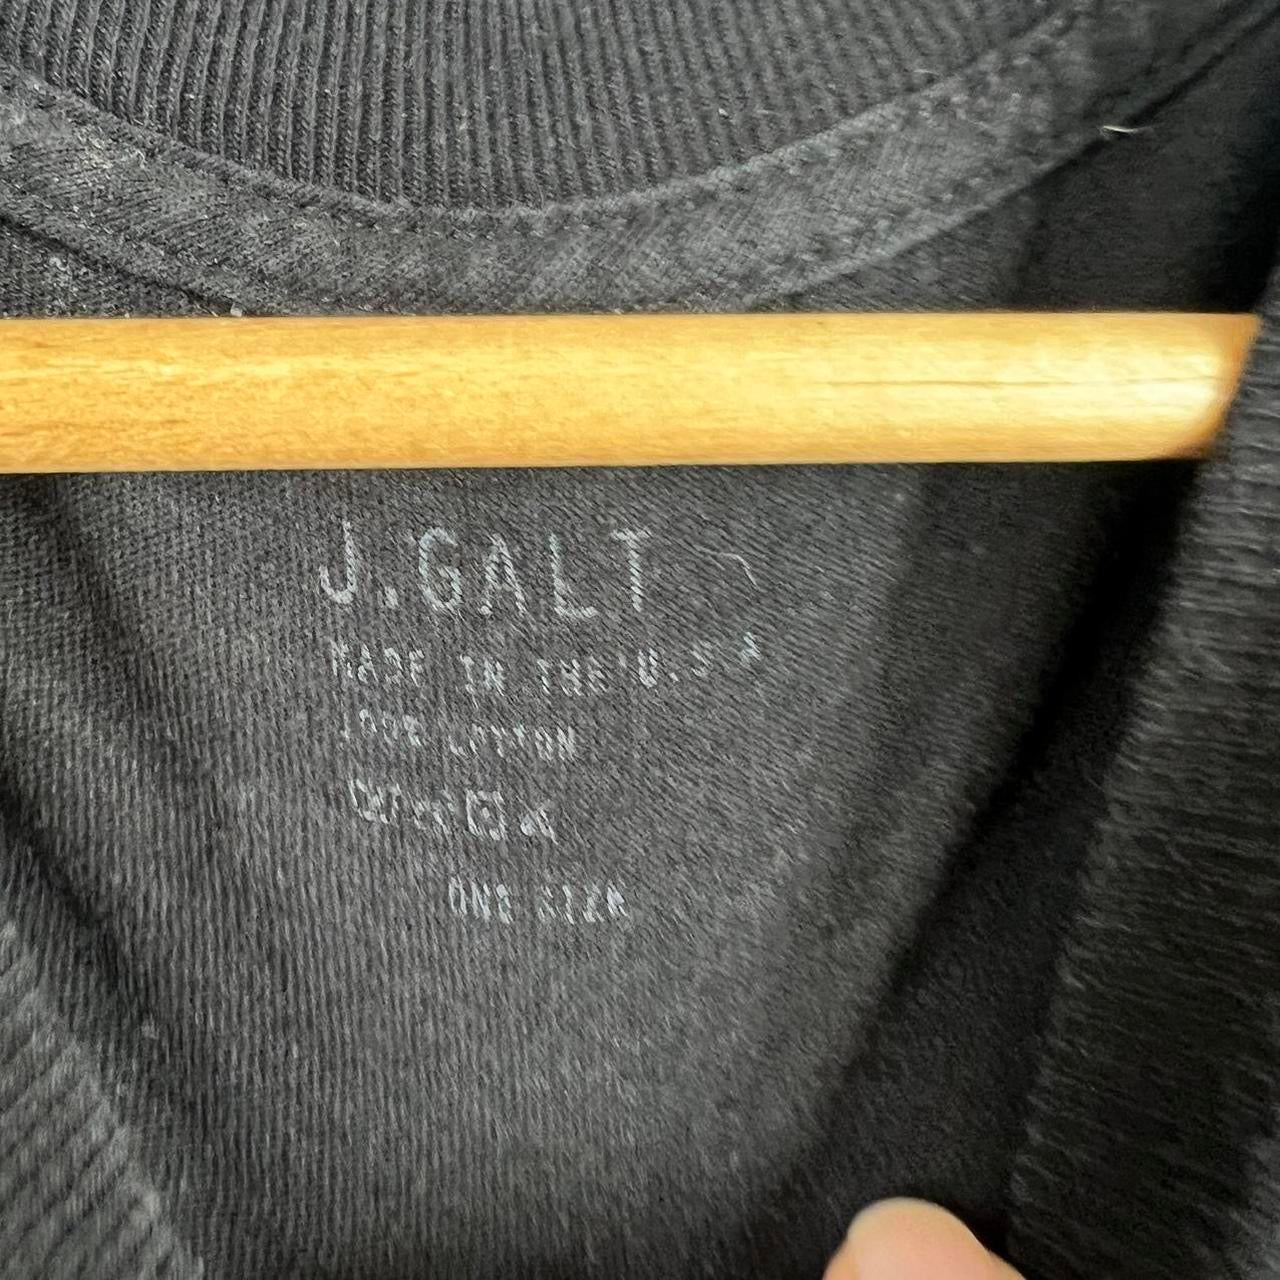 J.GALT
MADE IN THE U.S.A
100% COTTON
ONE SIZE